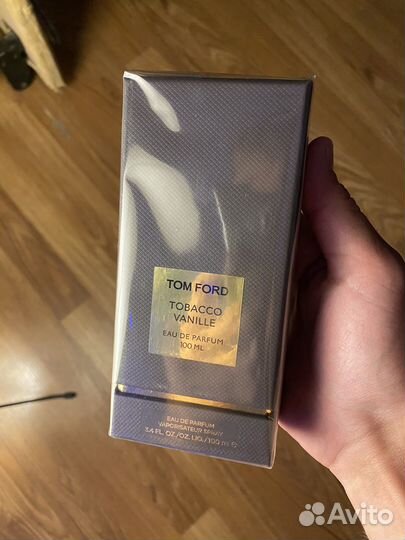 TOM FORD
TOBACCO
VANILLE
EAU DE PARFUM
100 ML
EAU DE PARFUM
VAPORISATEUR SPRAY
3.4 FL. OZ./OZ. LIQ./100 ml e
Avito